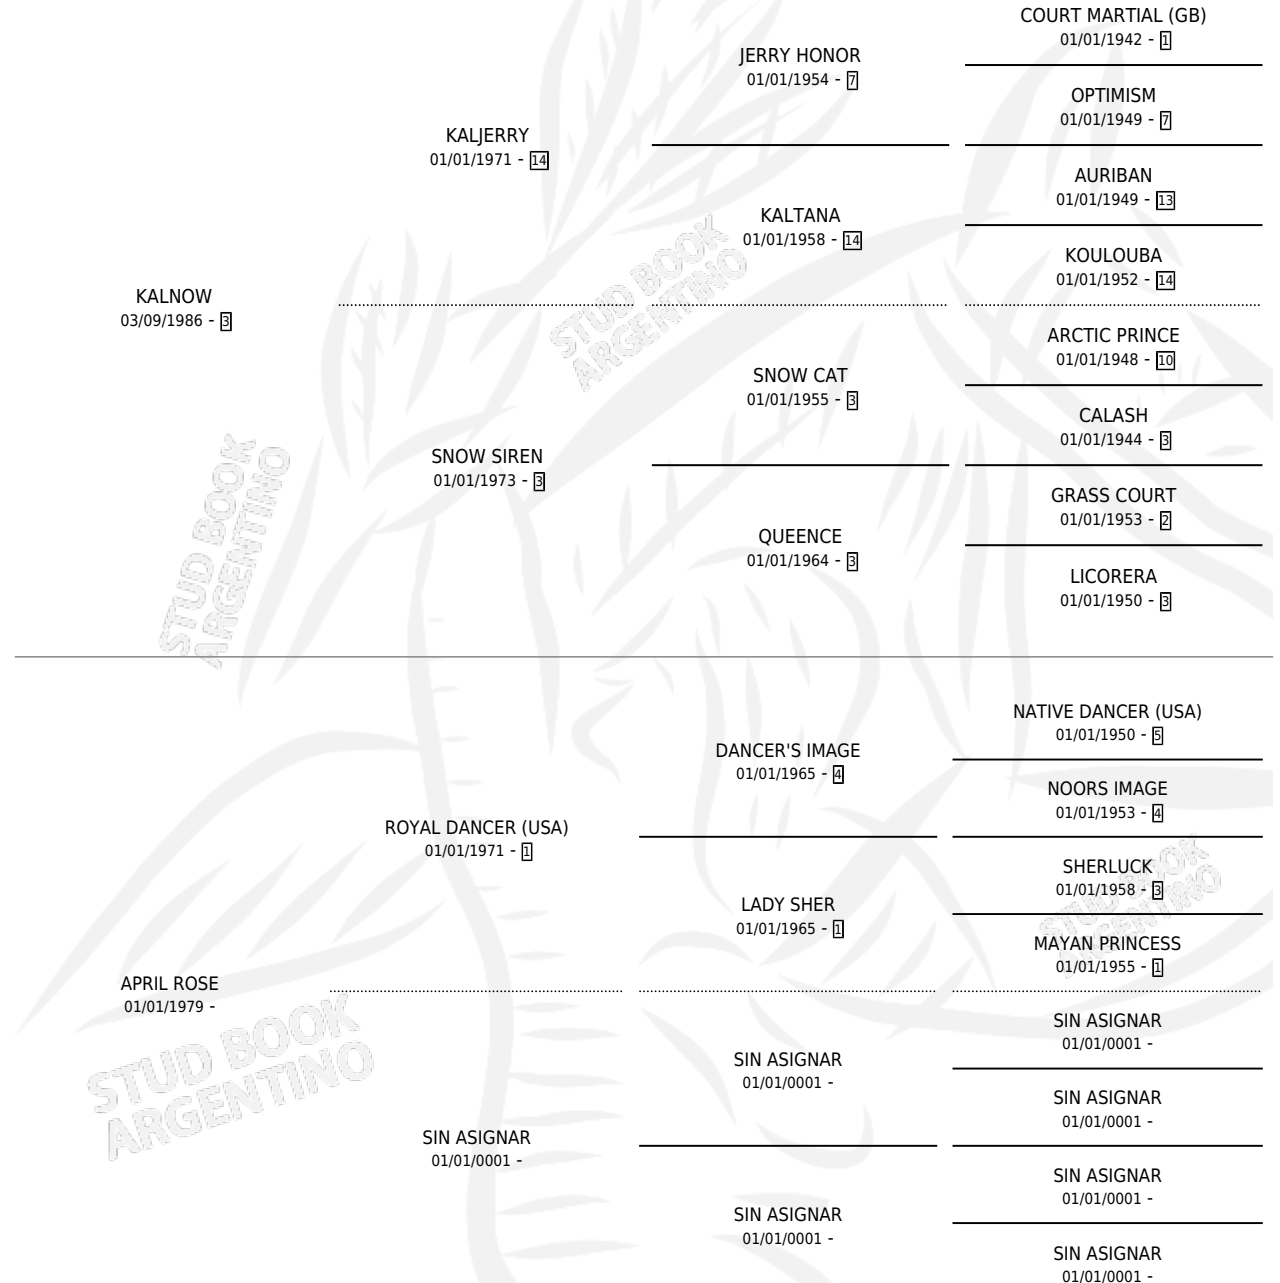 COURT MARTIAL (GB)
01/01/1942 - 1
JERRY HONOR
01/01/1954 - 7
OPTIMISM
01/01/1949 - 7
KALJERRY
01/01/1971 - 14
AURIBAN
01/01/1949 - 13
KALTANA
01/01/1958 - 14
KOULOUBA
01/01/1952 - 14
KALNOW
03/09/1986 - 3
STUD BOOK
ARGENTINO
ARCTIC PRINCE
01/01/1948 - 10
SNOW CAT
01/01/1955 - 3
CALASH
01/01/1944 - 3
SNOW SIREN
01/01/1973 - 3
GRASS COURT
01/01/1953 - 2
QUEENCE
01/01/1964 - 3
LICORERA
01/01/1950 - 3
STUD BOOK
ARGENTINO
NATIVE DANCER (USA)
01/01/1950 - 5
DANCER'S IMAGE
01/01/1965 - 4
NOORS IMAGE
01/01/1953 - 4
ROYAL DANCER (USA)
01/01/1971 - 1
SHERLUCK
01/01/1958 - 3
LADY SHER
01/01/1965 - 1
STUD BOOK
ARGENTINO
MAYAN PRINCESS
01/01/1955 - 1
APRIL ROSE
01/01/1979 -
STUD BOOK
ARGENTINO
SIN ASIGNAR
01/01/0001 -
SIN ASIGNAR
01/01/0001 -
SIN ASIGNAR
01/01/0001 -
SIN ASIGNAR
01/01/0001 -
SIN ASIGNAR
01/01/0001 -
SIN ASIGNAR
01/01/0001 -
SIN ASIGNAR
01/01/0001 -